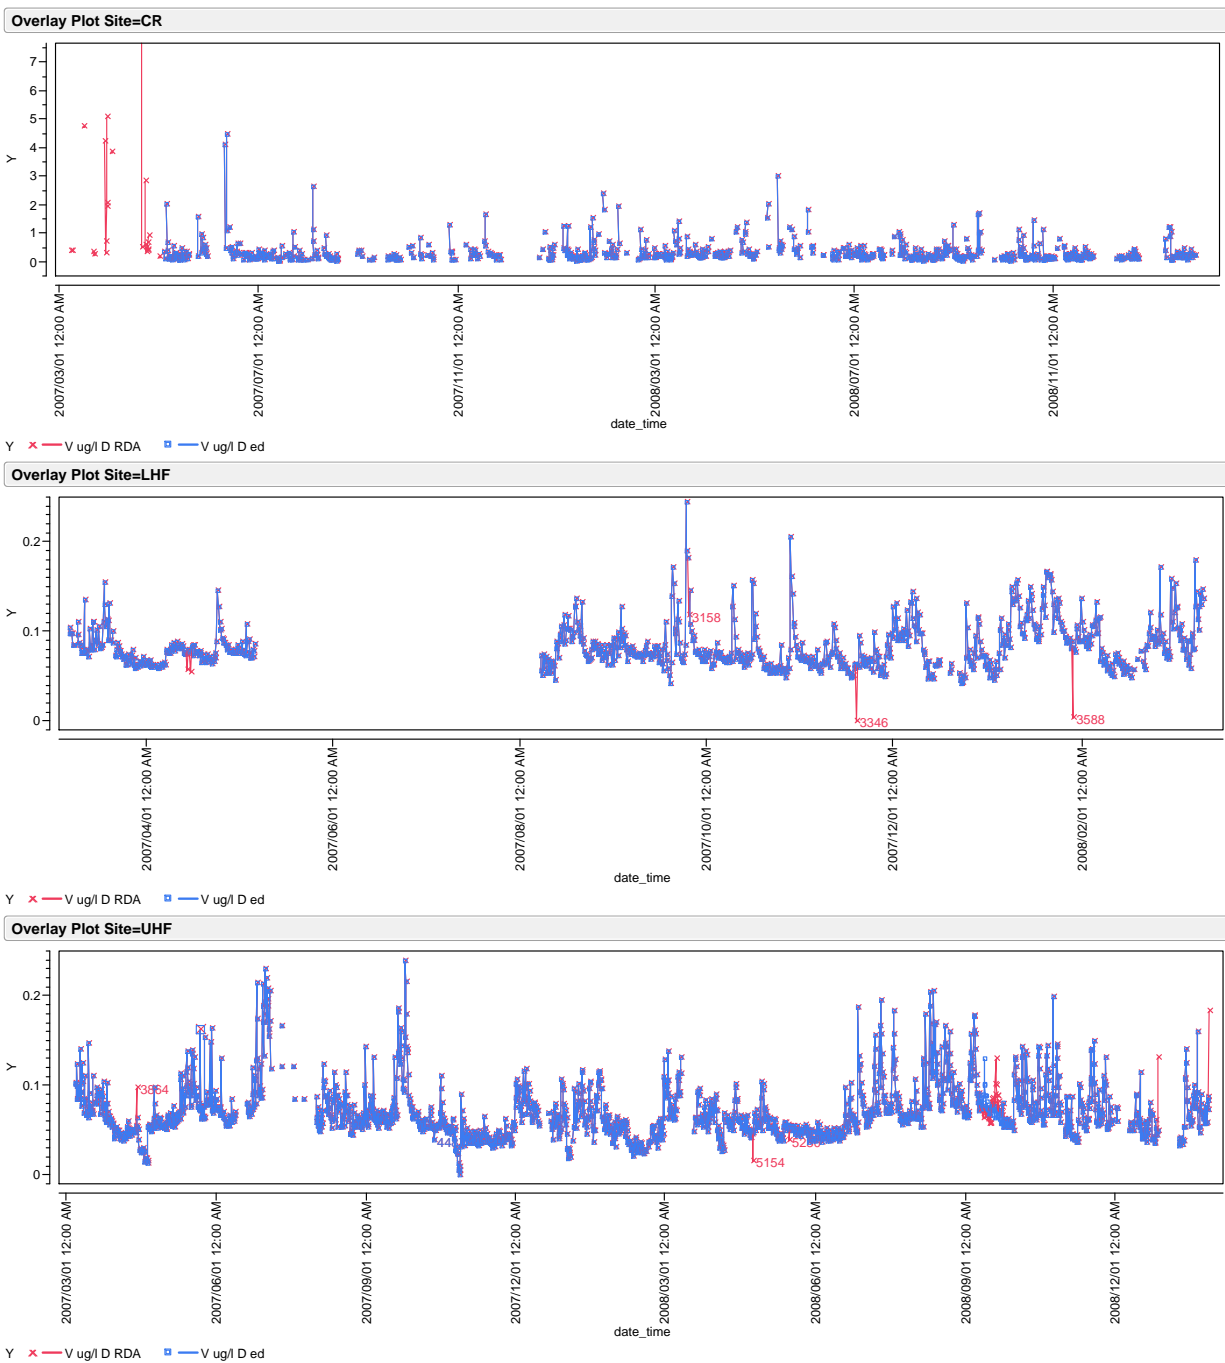 Overlay Plot Site=CR
7
6
5
4
3
2
1
0
Y
2007/03/01 12:00 AM
2007/07/01 12:00 AM
2007/11/01 12:00 AM
2008/03/01 12:00 AM
2008/07/01 12:00 AM
2008/11/01 12:00 AM
date_time
Y V ug/l D RDA V ug/l D ed
Overlay Plot Site=LHF
0.2
0.1
0
Y
3158
3346
3588
2007/04/01 12:00 AM
2007/06/01 12:00 AM
2007/08/01 12:00 AM
2007/10/01 12:00 AM
2007/12/01 12:00 AM
2008/02/01 12:00 AM
date_time
Y V ug/l D RDA V ug/l D ed
Overlay Plot Site=UHF
0.2
0.1
0
Y
5154
2007/03/01 12:00 AM
2007/06/01 12:00 AM
2007/09/01 12:00 AM
2007/12/01 12:00 AM
2008/03/01 12:00 AM
2008/06/01 12:00 AM
2008/09/01 12:00 AM
2008/12/01 12:00 AM
date_time
Y V ug/l D RDA V ug/l D ed